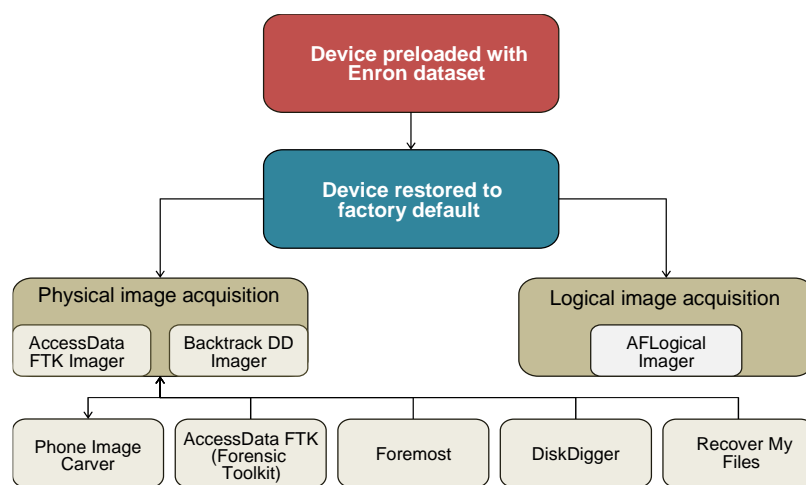 Device preloaded with
Enron dataset
Device restored to
factory default
Physical image acquisition
AccessData
FTK Imager
Backtrack DD
Imager
Logical image acquisition
AFLogical
Imager
Phone Image
Carver
AccessData FTK
(Forensic
Toolkit)
Foremost
DiskDigger
Recover My
Files